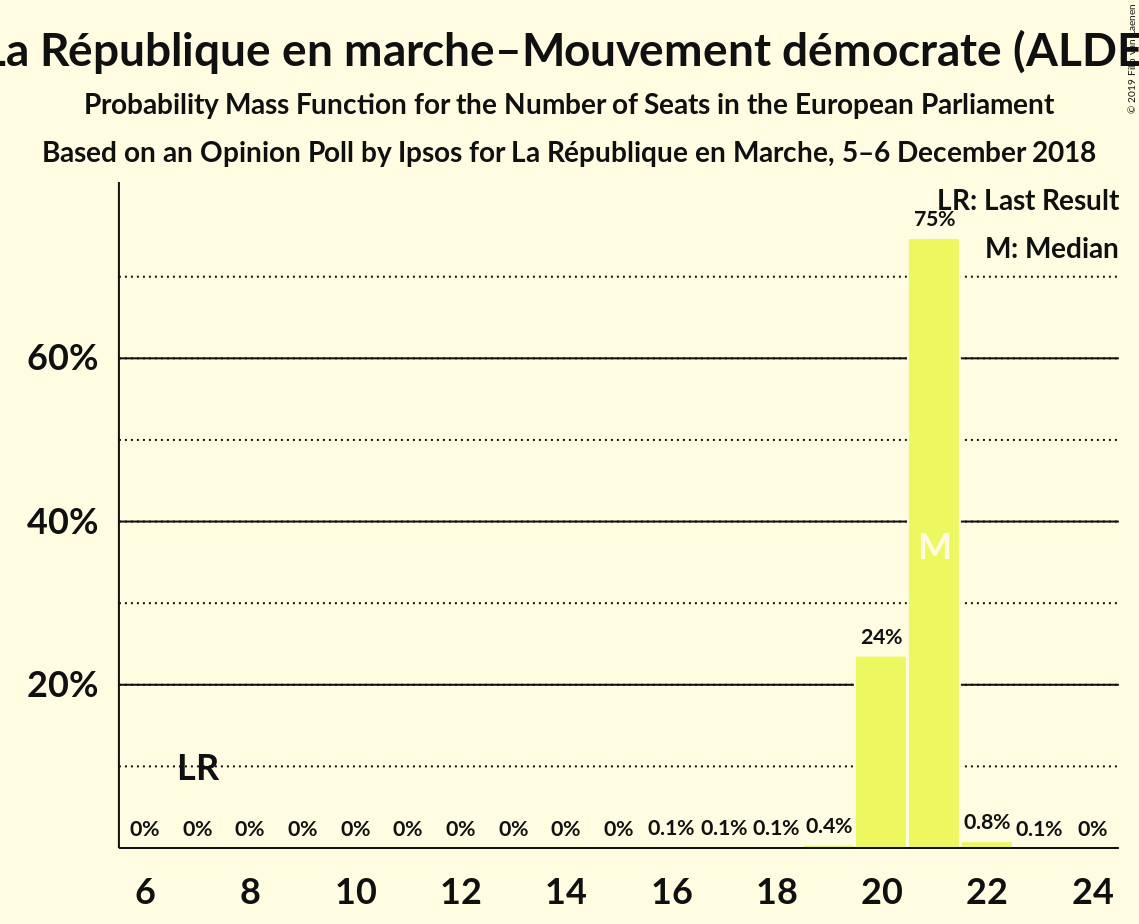 La République en marche–Mouvement démocrate (ALDE
Probability Mass Function for the Number of Seats in the European Parliament
Based on an Opinion Poll by Ipsos for La République en Marche, 5–6 December 2018
LR: Last Result
M: Median
75%
60%
40%
M
24%
20%
LR
0% 0% 0% 0% 0% 0% 0% 0% 0% 0% 0.1% 0.1% 0.1% 0.4% 0.8% 0.1% 0%
6 8 10 12 14 16 18 20 22 24
© 2019